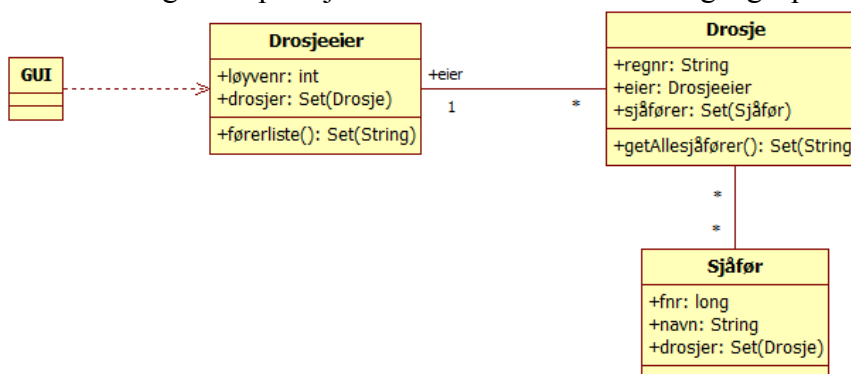 GUI
Drosjeeier
+løyvenr: int
+drosjer: Set(Drosje)
+førerliste(): Set(String)
+eier
1
*
Drosje
+regnr: String
+eier: Drosjeeier
+sjåfører: Set(Sjåfør)
+getAllesjåfører(): Set(String
*
*
Sjåfør
+fnr: long
+navn: String
+drosjer: Set(Drosje)